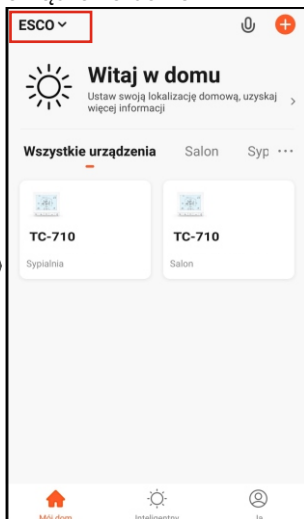 ESCO
Witaj w domu
Ustaw swoją lokalizację domową, uzyskaj
więcej informacji
Wszystkie urządzenia Salon Syp ...
TC-710 TC-710
Sypialnia Salon
Mój dom Inteligentny Ja